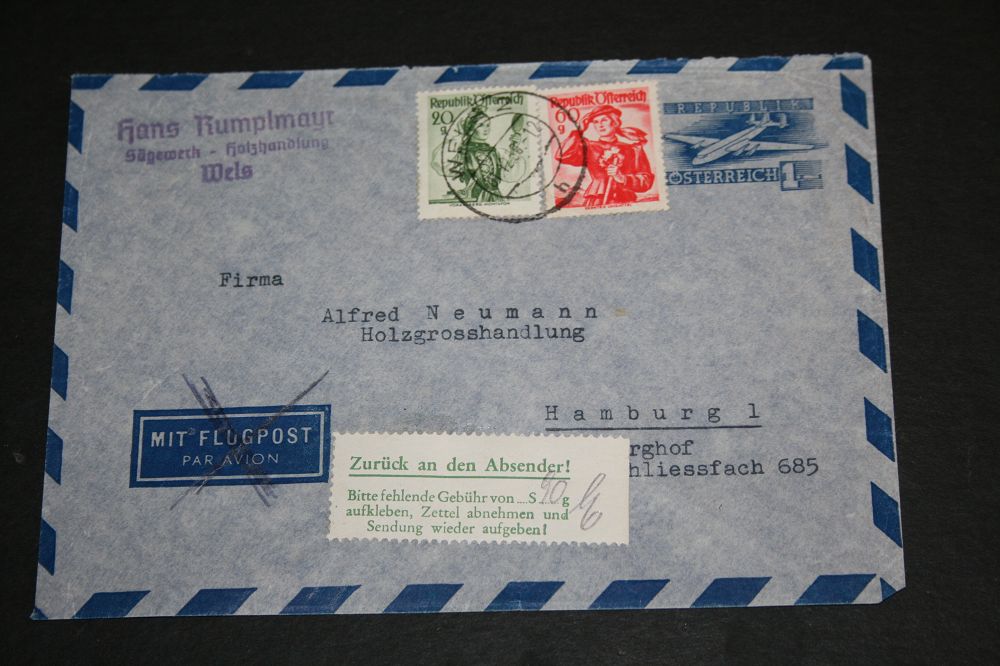 Hans Rumplmayr
Sägewerk - Holzhandlung
Wels
Republik Österreich
20
g
Republik Österreich
60
g
WELS
REPUBLIK
ÖSTERREICH 1
Firma
Alfred Neumann
Holzgrosshandlung
Hamburg 1
rghof
hliessfach 685
MIT FLUGPOST
PAR AVION
Zurück an den Absender!
Bitte fehlende Gebühr von ....S 90 g
aufkleben, Zettel abnehmen und
Sendung wieder aufgeben!